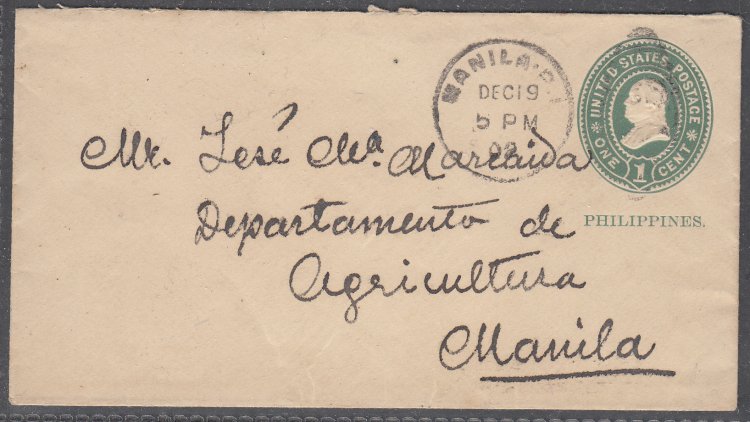 MANILA P.I.
DEC 19
5 PM
UNITED STATES POSTAGE
ONE 1 CENT
PHILIPPINES.
Mr. José Mª.
Departamento de
Agricultura
Manila